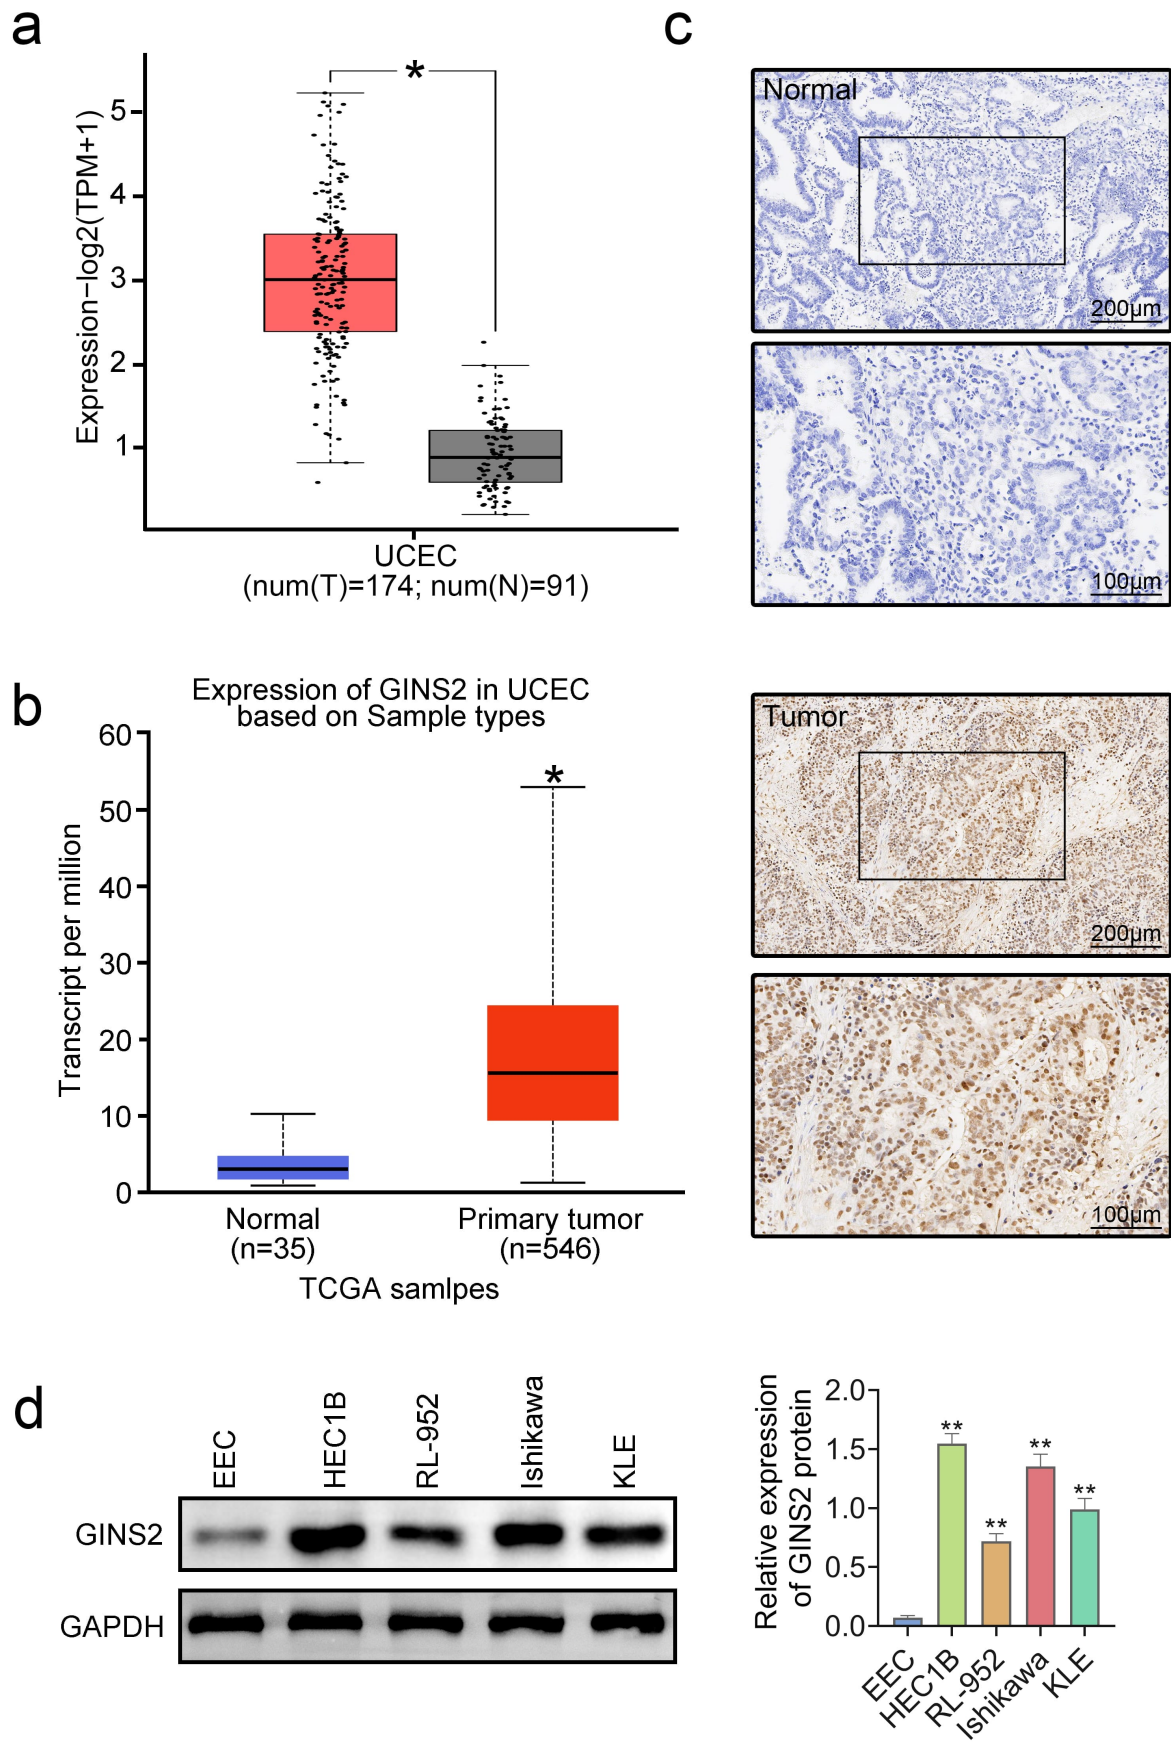 a
*
Expression−log2(TPM+1)
5
4
3
2
1
UCEC
(num(T)=174; num(N)=91)
b
Expression of GINS2 in UCEC
based on Sample types
*
Transcript per million
60
50
40
30
20
10
0
Normal
(n=35)
Primary tumor
(n=546)
TCGA samlpes
c
Normal
200μm
100μm
Tumor
200μm
100μm
d
EEC
HEC1B
RL-952
Ishikawa
KLE
GINS2
GAPDH
Relative expression
of GINS2 protein
2.0
1.5
1.0
0.5
0.0
**
**
**
**
EEC
HEC1B
RL-952
Ishikawa
KLE